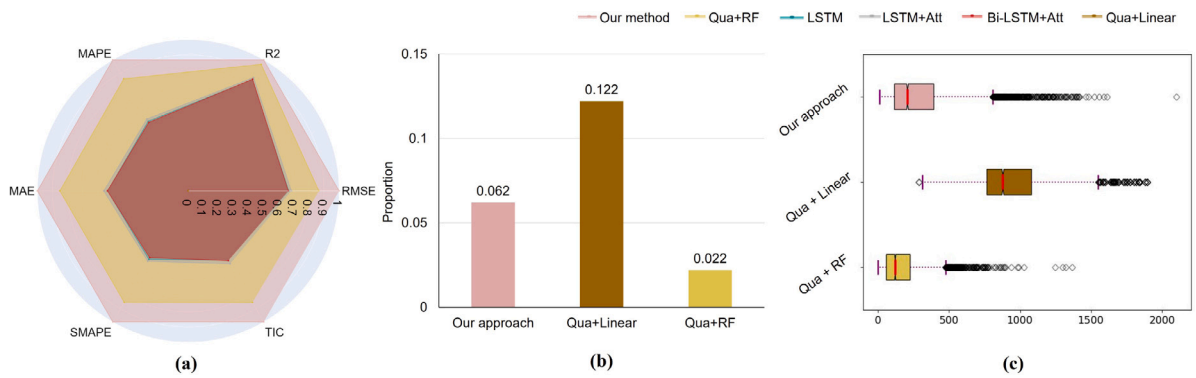 Our method Qua+RF LSTM LSTM+Att Bi-LSTM+Att Qua+Linear
MAPE
R2
MAE
RMSE
SMAPE
TIC
0 0.1 0.2 0.3 0.4 0.5 0.6 0.7 0.8 0.9 1
(a)
Proportion
0.15
0.1
0.05
0
0.062
0.122
0.022
Our approach Qua+Linear Qua+RF
(b)
(c)
Our approach
Qua + Linear
Qua + RF
0 500 1000 1500 2000
(c)